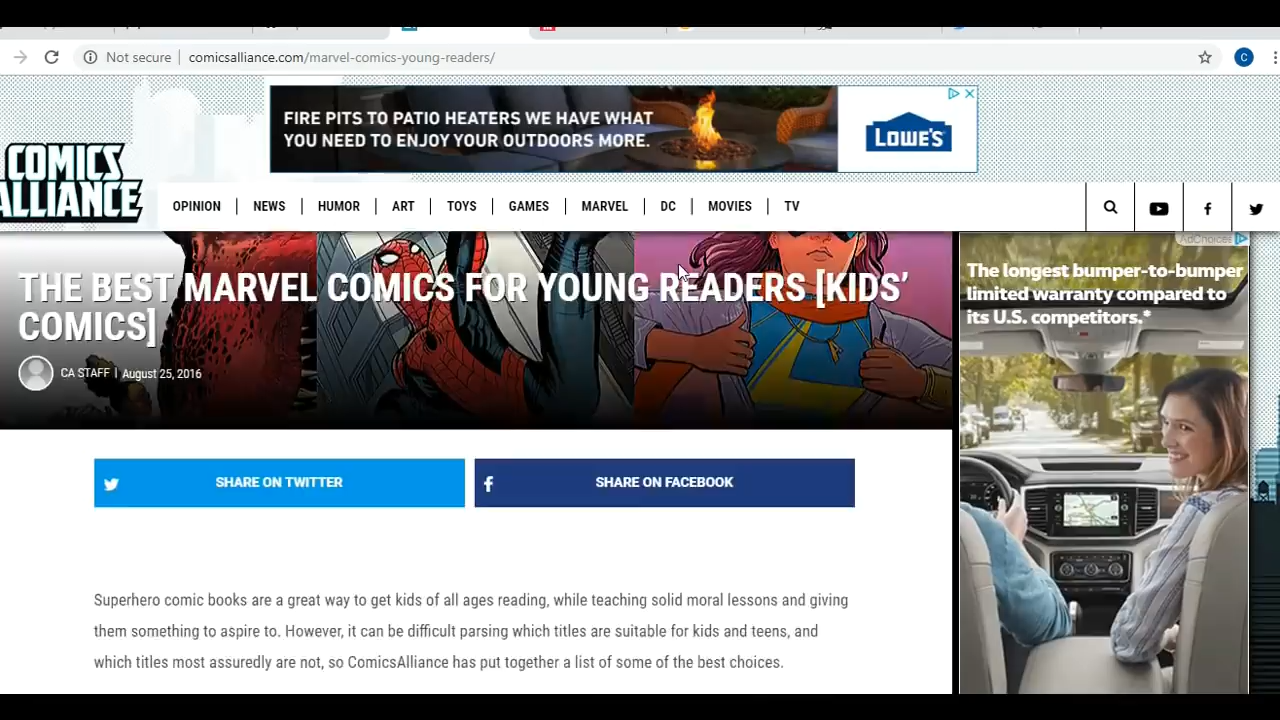 Not secure
comicsalliance.com/marvel-comics-young-readers/
C
FIRE PITS TO PATIO HEATERS WE HAVE WHAT
YOU NEED TO ENJOY YOUR OUTDOORS MORE.
LOWE'S
COMICS
ALLIANCE
OPINION
NEWS
HUMOR
ART
TOYS
GAMES
MARVEL
DC
MOVIES
TV
AdChoices
THE BEST MARVEL COMICS FOR YOUNG READERS [KIDS'
COMICS]
CA STAFF | August 25, 2016
The longest bumper-to-bumper
limited warranty compared to
its U.S. competitors.*
SHARE ON TWITTER
SHARE ON FACEBOOK
Superhero comic books are a great way to get kids of all ages reading, while teaching solid moral lessons and giving
them something to aspire to. However, it can be difficult parsing which titles are suitable for kids and teens, and
which titles most assuredly are not, so ComicsAlliance has put together a list of some of the best choices.